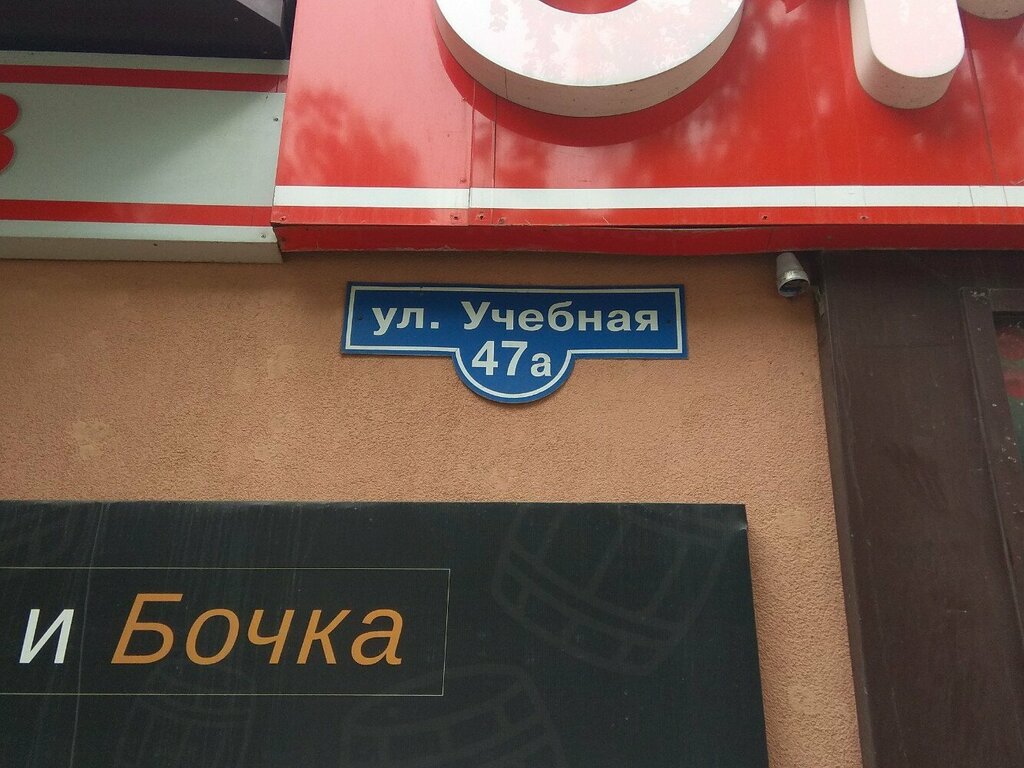 ул. Учебная
47а
и Бочка